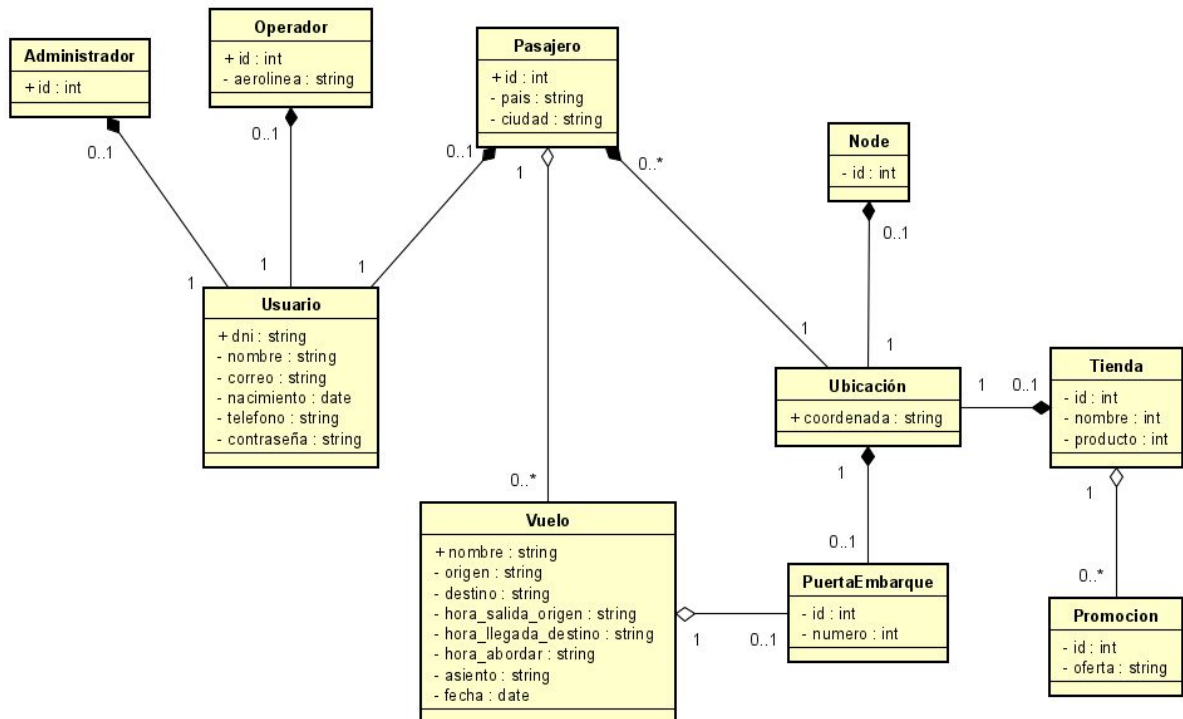 Administrador
+ id : int
Operador
+ id : int
- aerolinea : string
Pasajero
+ id : int
- pais : string
- ciudad : string
Node
- id : int
0..1
0..1
0..1
1
0..*
0..1
1
1
1
Usuario
+ dni : string
- nombre : string
- correo : string
- nacimiento : date
- telefono : string
- contraseña : string
1
1
Ubicación
+ coordenada : string
1
0..1
Tienda
- id : int
- nombre : int
- producto : int
0..*
1
1
Vuelo
+ nombre : string
- origen : string
- destino : string
- hora_salida_origen : string
- hora_llegada_destino : string
- hora_abordar : string
- asiento : string
- fecha : date
0..1
1
0..1
PuertaEmbarque
- id : int
- numero : int
0..*
Promocion
- id : int
- oferta : string